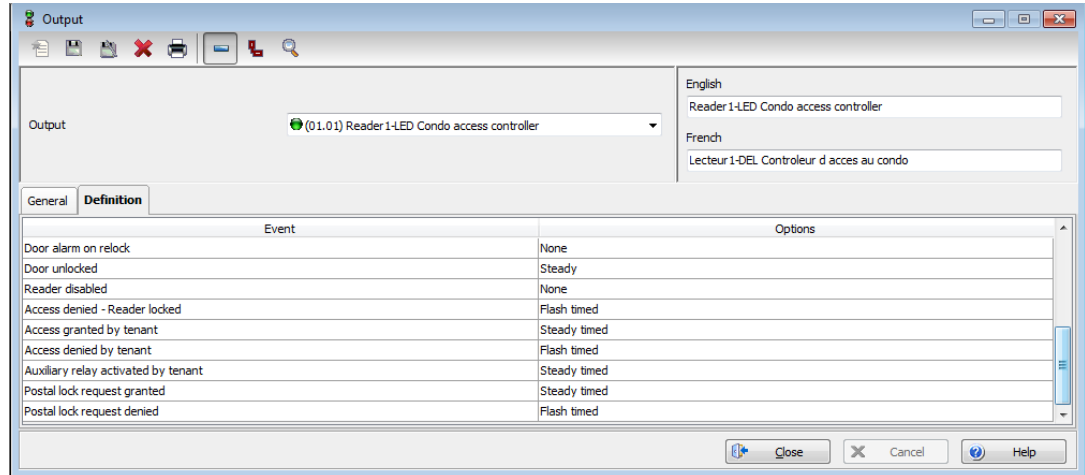 Output
English
Reader1-LED Condo access controller
Output
(01.01) Reader1-LED Condo access controller
French
Lecteur1-DEL Controleur d acces au condo
General Definition
Event Options
Door alarm on relock None
Door unlocked Steady
Reader disabled None
Access denied - Reader locked Flash timed
Access granted by tenant Steady timed
Access denied by tenant Flash timed
Auxiliary relay activated by tenant Steady timed
Postal lock request granted Steady timed
Postal lock request denied Flash timed
Close Cancel Help